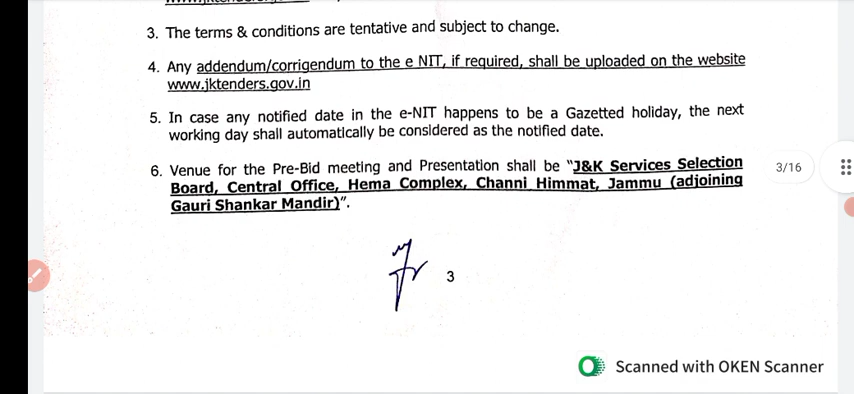 3. The terms & conditions are tentative and subject to change.
4. Any addendum/corrigendum to the e NIT, if required, shall be uploaded on the website
www.jktenders.gov.in
5. In case any notified date in the e-NIT happens to be a Gazetted holiday, the next
working day shall automatically be considered as the notified date.
6. Venue for the Pre-Bid meeting and Presentation shall be "J&K Services Selection
Board, Central Office, Hema Complex, Channi Himmat, Jammu (adjoining
Gauri Shankar Mandir)".
3/16
3
Scanned with OKEN Scanner